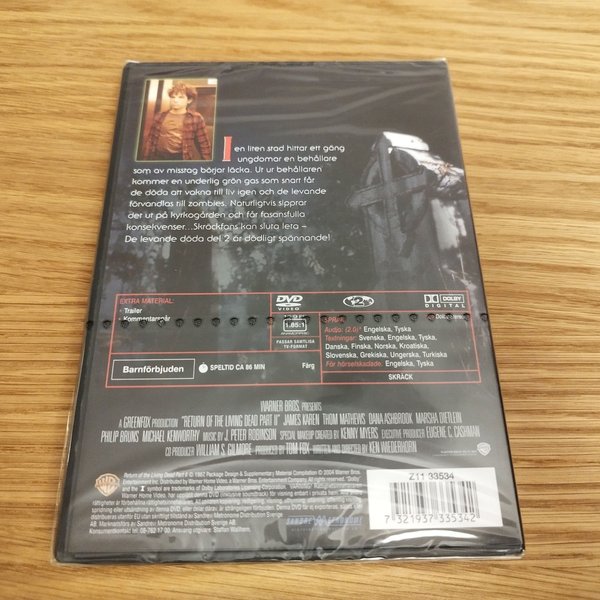 I en liten stad hittar ett gäng
ungdomar en behållare
som av misstag börjar läcka. Ut ur behållaren
kommer en underlig grön gas som snart får
de döda att vakna till liv igen och de levande
förvandlas till zombies. Naturligtvis sipprar
det ut på kyrkogården och får fasansfulla
konsekvenser...Skräckfans kan sluta leta –
De levande döda del 2 är dödligt spännande!
EXTRA MATERIAL:
- Trailer
- Kommentarspår
DVD
VIDEO
2
DOLBY
DIGITAL
1.85:1
PASSAR SAMTLIGA
TV-FORMAT
SPRÅK
Audio: (2.0)* Engelska, Tyska
Textningar: Svenska, Engelska, Tyska,
Danska, Finska, Norska, Kroatiska,
Slovenska, Grekiska, Ungerska, Turkiska
För hörselskadade: Engelska, Tyska
SKRÄCK
Barnförbjuden
SPELTID CA 86 MIN
Färg
WARNER BROS. PRESENTS
A GREENFOX PRODUCTION "RETURN OF THE LIVING DEAD PART II" JAMES KAREN THOM MATHEWS DANA ASHBROOK MARSHA DIETLEIN
PHILIP BRUNS MICHAEL KENWORTHY MUSIC BY J. PETER ROBINSON SPECIAL MAKEUP CREATED BY KENNY MYERS EXECUTIVE PRODUCER EUGENE C. CASHMAN
CO-PRODUCER WILLIAM S. GILMORE PRODUCED BY TOM FOX WRITTEN AND DIRECTED BY KEN WIEDERHORN
WB
Z11 33534
7 321937 335342
SANDREW METRONOME